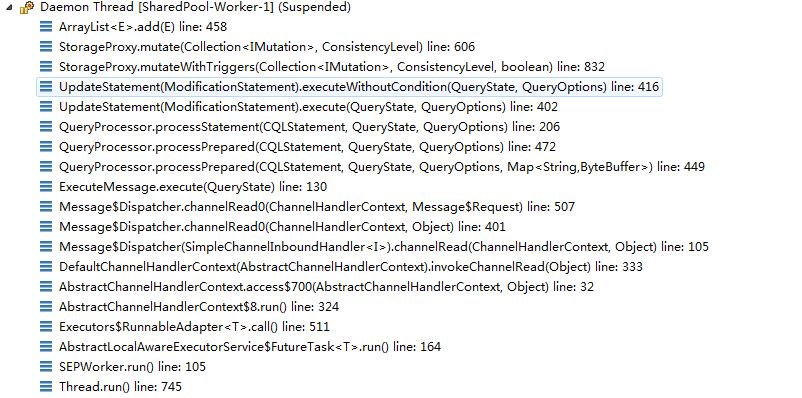 Daemon Thread [SharedPool-Worker-1] (Suspended)
ArrayList<E>.add(E) line: 458
StorageProxy.mutate(Collection<IMutation>, ConsistencyLevel) line: 606
StorageProxy.mutateWithTriggers(Collection<IMutation>, ConsistencyLevel, boolean) line: 832
UpdateStatement(ModificationStatement).executeWithoutCondition(QueryState, QueryOptions) line: 416
UpdateStatement(ModificationStatement).execute(QueryState, QueryOptions) line: 402
QueryProcessor.processStatement(CQLStatement, QueryState, QueryOptions) line: 206
QueryProcessor.processPrepared(CQLStatement, QueryState, QueryOptions) line: 472
QueryProcessor.processPrepared(CQLStatement, QueryState, QueryOptions, Map<String,ByteBuffer>) line: 449
ExecuteMessage.execute(QueryState) line: 130
Message$Dispatcher.channelRead0(ChannelHandlerContext, Message$Request) line: 507
Message$Dispatcher.channelRead0(ChannelHandlerContext, Object) line: 401
Message$Dispatcher(SimpleChannelInboundHandler<I>).channelRead(ChannelHandlerContext, Object) line: 105
DefaultChannelHandlerContext(AbstractChannelHandlerContext).invokeChannelRead(Object) line: 333
AbstractChannelHandlerContext.access$700(AbstractChannelHandlerContext, Object) line: 32
AbstractChannelHandlerContext$8.run() line: 324
Executors$RunnableAdapter<T>.call() line: 511
AbstractLocalAwareExecutorService$FutureTask<T>.run() line: 164
SEPWorker.run() line: 105
Thread.run() line: 745